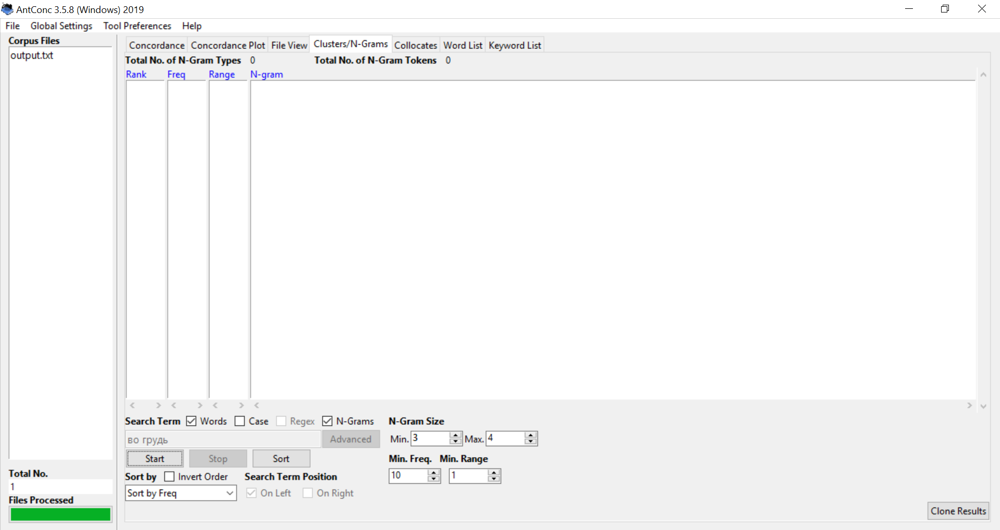 AntConc 3.5.8 (Windows) 2019
File Global Settings Tool Preferences Help
Corpus Files
output.txt
Concordance Concordance Plot File View Clusters/N-Grams Collocates Word List Keyword List
Total No. of N-Gram Types 0 Total No. of N-Gram Tokens 0
Rank Freq Range N-gram
Search Term Words Case Regex N-Grams N-Gram Size
во грудь Advanced Min. 3 Max. 4
Start Stop Sort Min. Freq. Min. Range
Sort by Invert Order Search Term Position 10 1
Sort by Freq On Left On Right
Total No.
1
Files Processed
Clone Results